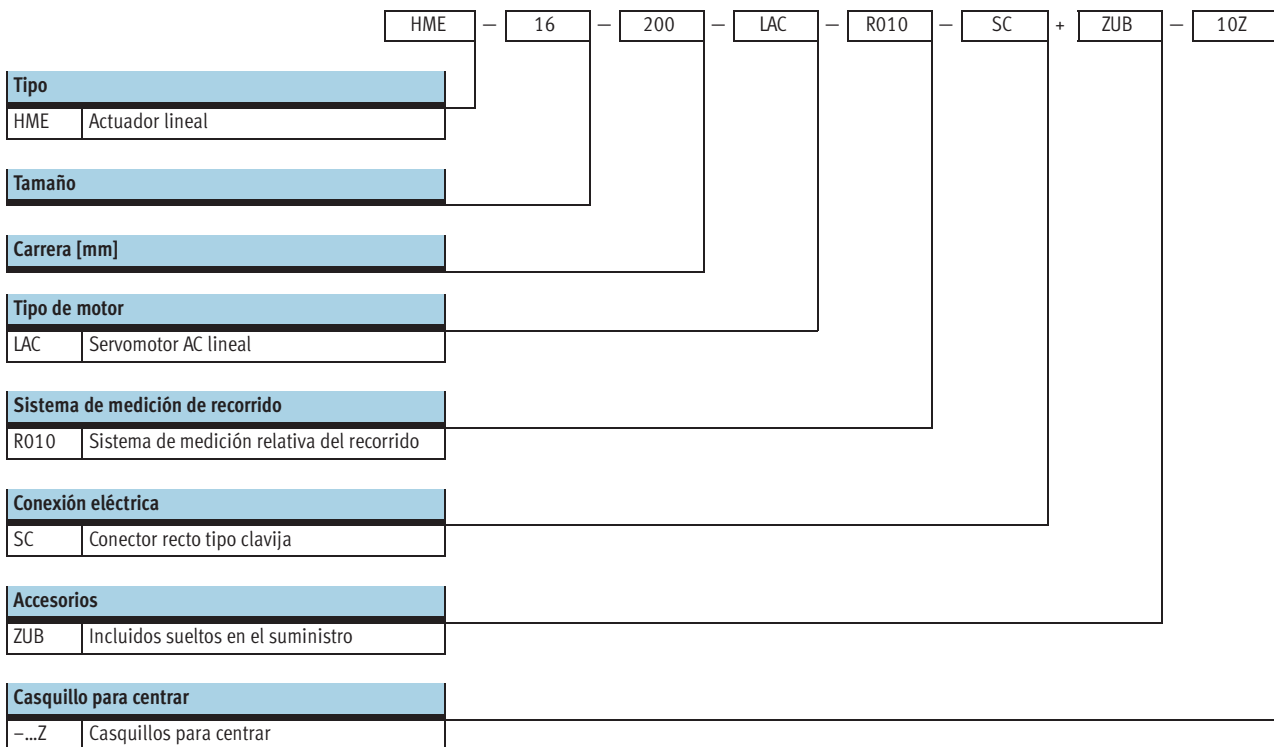 HME — 16 — 200 — LAC — R010 — SC + ZUB — 10Z
Tipo
HME Actuador lineal
Tamaño
Carrera [mm]
Tipo de motor
LAC Servomotor AC lineal
Sistema de medición de recorrido
R010 Sistema de medición relativa del recorrido
Conexión eléctrica
SC Conector recto tipo clavija
Accesorios
ZUB Incluidos sueltos en el suministro
Casquillo para centrar
–...Z Casquillos para centrar